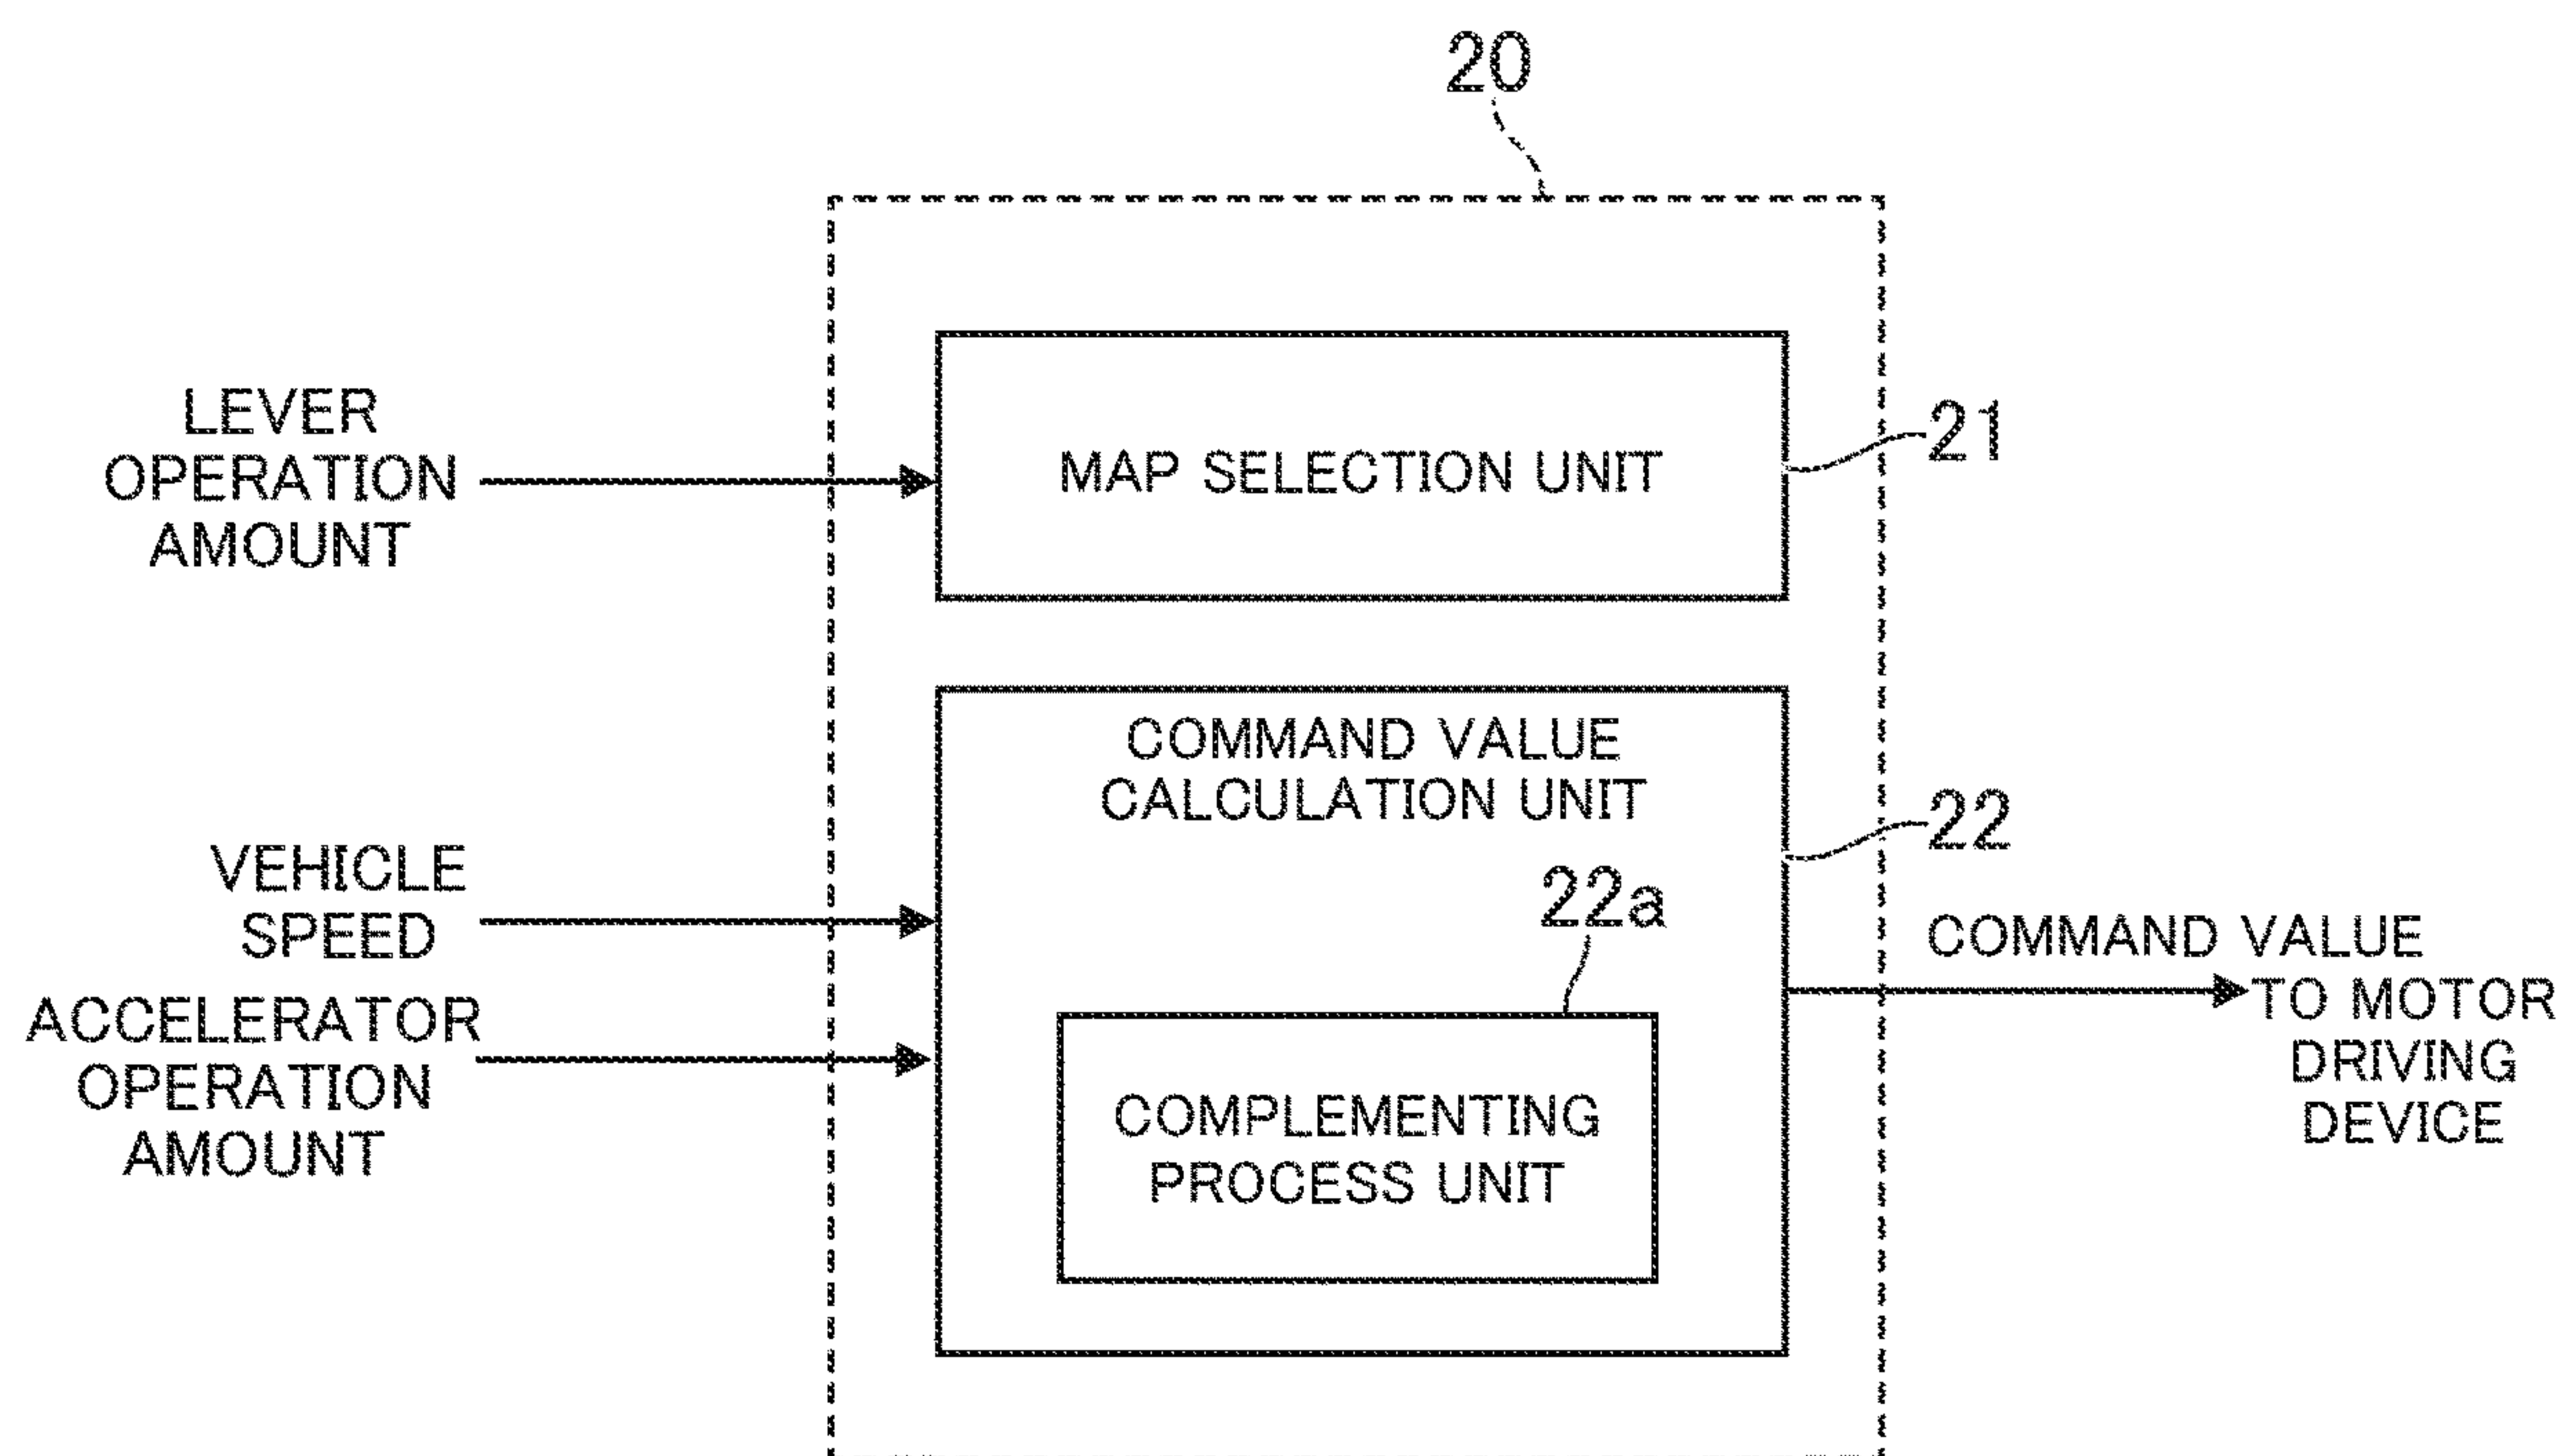 20
LEVER
OPERATION
AMOUNT
MAP SELECTION UNIT
21
COMMAND VALUE
CALCULATION UNIT
22
VEHICLE
SPEED
22a
COMMAND VALUE
TO MOTOR
DRIVING
DEVICE
ACCELERATOR
OPERATION
AMOUNT
COMPLEMENTING
PROCESS UNIT